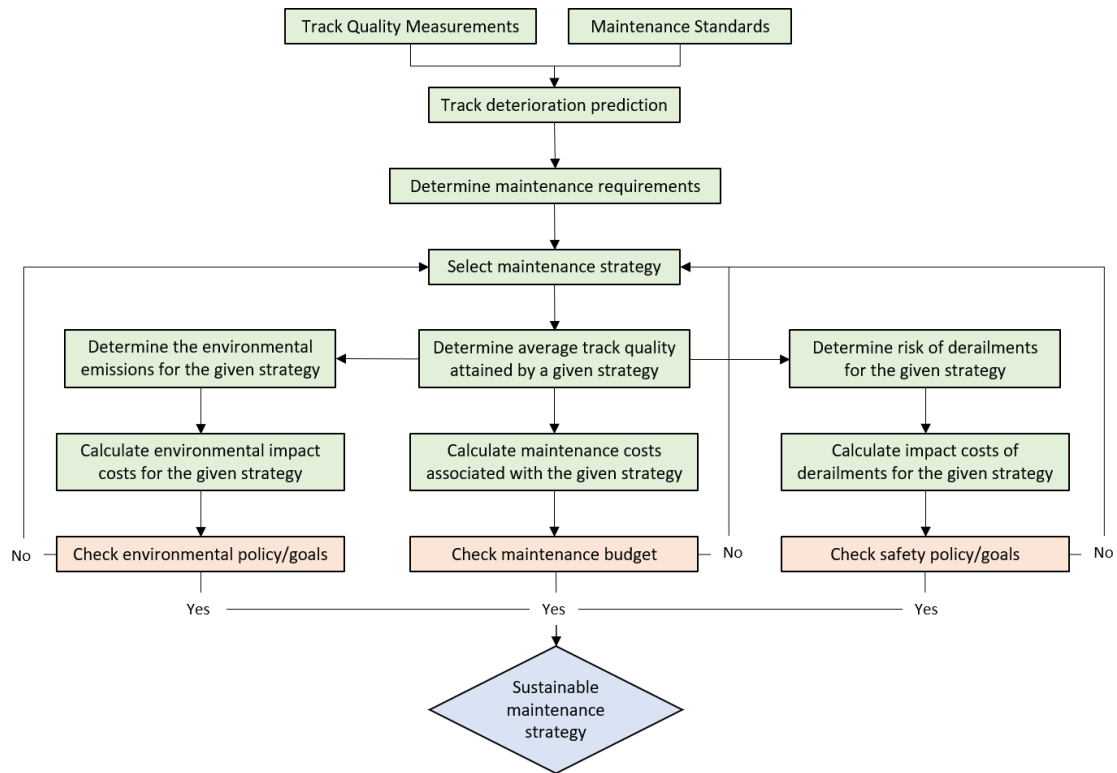 Track Quality Measurements
Maintenance Standards
Track deterioration prediction
Determine maintenance requirements
Select maintenance strategy
Determine the environmental
emissions for the given strategy
Determine average track quality
attained by a given strategy
Determine risk of derailments
for the given strategy
Calculate environmental impact
costs for the given strategy
Calculate maintenance costs
associated with the given strategy
Calculate impact costs of
derailments for the given strategy
No
Check environmental policy/goals
Check maintenance budget
No
Check safety policy/goals
No
Yes
Yes
Yes
Sustainable
maintenance
strategy